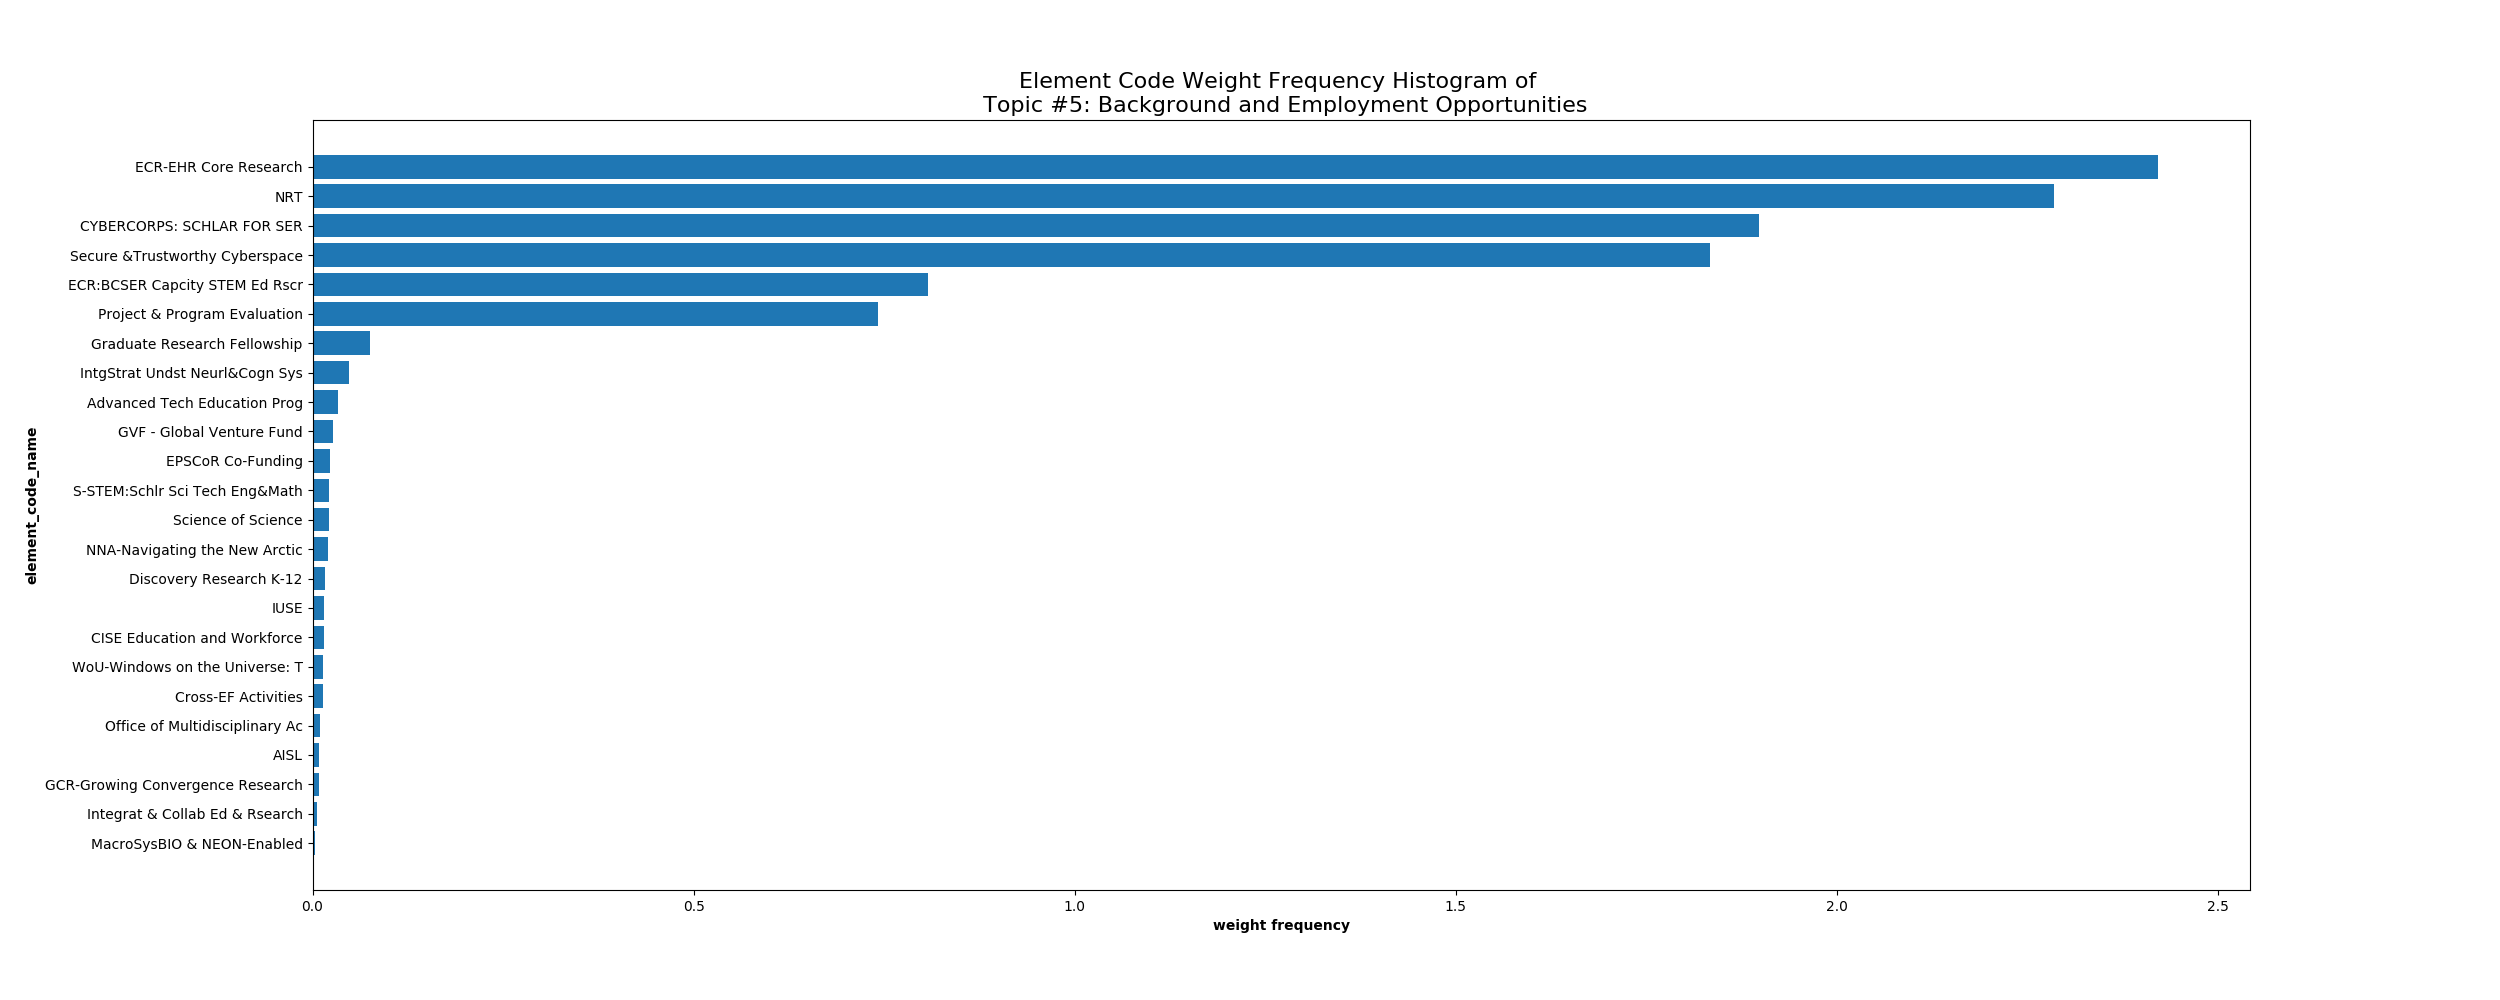 Element Code Weight Frequency Histogram of
Topic #5: Background and Employment Opportunities
ECR-EHR Core Research
NRT
CYBERCORPS: SCHLAR FOR SER
Secure &Trustworthy Cyberspace
ECR:BCSER Capcity STEM Ed Rscr
Project & Program Evaluation
Graduate Research Fellowship
IntgStrat Undst Neurl&Cogn Sys
Advanced Tech Education Prog
GVF - Global Venture Fund
EPSCoR Co-Funding
S-STEM:Schlr Sci Tech Eng&Math
Science of Science
NNA-Navigating the New Arctic
Discovery Research K-12
IUSE
CISE Education and Workforce
WoU-Windows on the Universe: T
Cross-EF Activities
Office of Multidisciplinary Ac
AISL
GCR-Growing Convergence Research
Integrat & Collab Ed & Rsearch
MacroSysBIO & NEON-Enabled
element_code_name
0.0 0.5 1.0 1.5 2.0 2.5
weight frequency